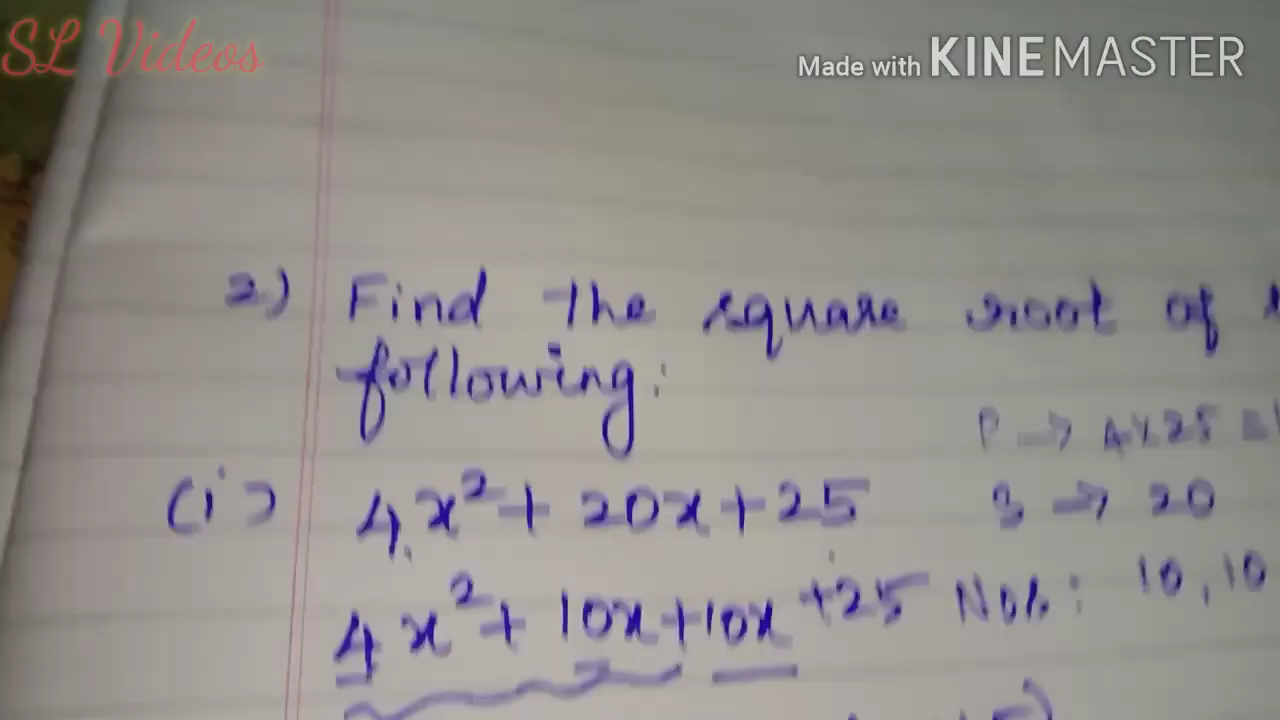 SL Videos
Made with KINEMASTER
2) Find the square root of
following:
P → 4×25 =
(i) 4x² + 20x + 25 S → 20
4x² + 10x + 10x + 25 Nos: 10, 10